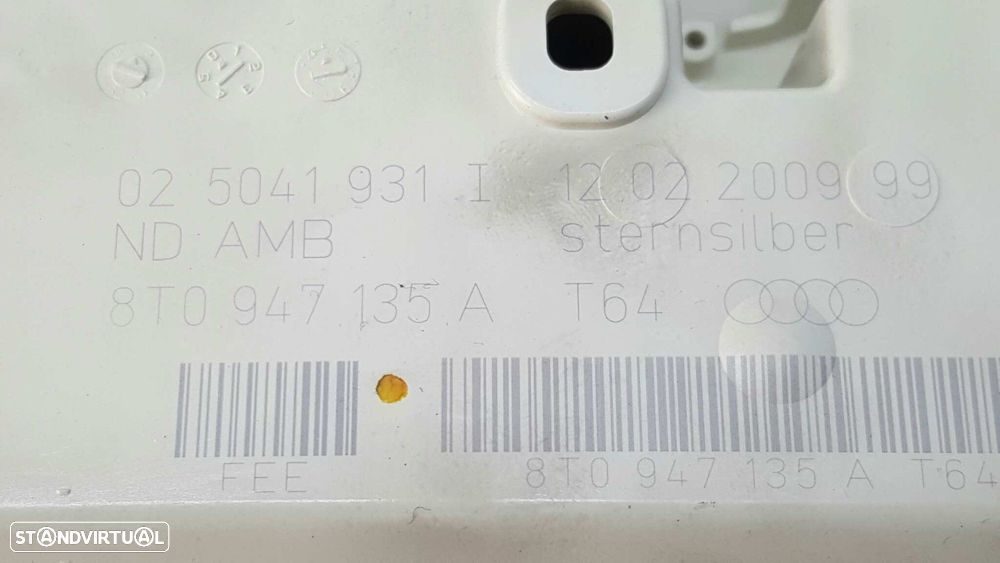 02 5041 931 I 12.02.2009 99
ND AMB sternsilber
8T0 947 135 A T64
FEE 8T0 947 135 A T64
STANDVIRTUAL